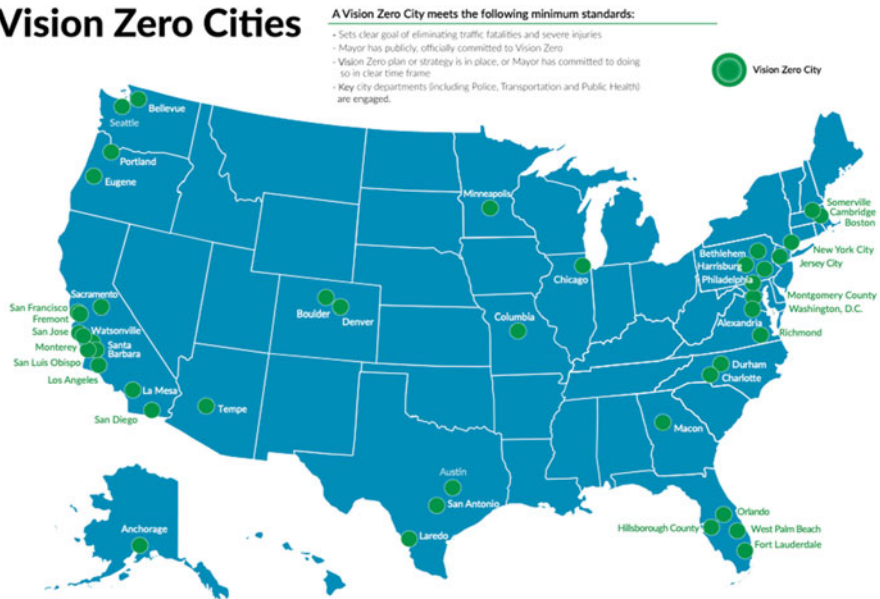 Vision Zero Cities
A Vision Zero City meets the following minimum standards:
- Sets clear goal of eliminating traffic fatalities and severe injuries
- Mayor has publicly, officially committed to Vision Zero
- Vision Zero plan or strategy is in place, or Mayor has committed to doing
so in clear time frame
- Key city departments (including Police, Transportation and Public Health)
are engaged.
Vision Zero City
Bellevue
Seattle
Portland
Eugene
Minneapolis
Somerville
Cambridge
Boston
New York City
Bethlehem
Jersey City
Harrisburg
Philadelphia
Chicago
Sacramento
Montgomery County
San Francisco
Washington, D.C.
Boulder
Fremont
Denver
Columbia
Alexandria
San Jose
Watsonville
Richmond
Monterey
Santa
Barbara
San Luis Obispo
Durham
Los Angeles
Charlotte
La Mesa
Tempe
San Diego
Macon
Austin
San Antonio
Orlando
Hillsborough County
West Palm Beach
Anchorage
Laredo
Fort Lauderdale